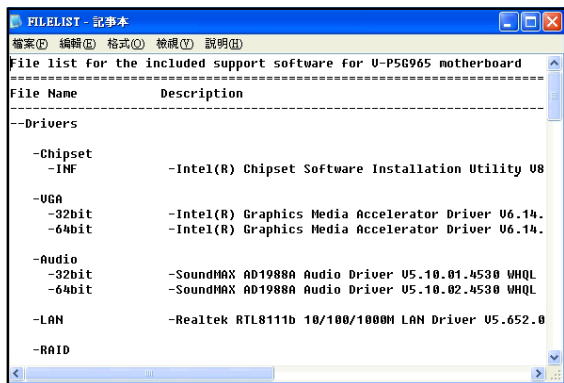 FILELIST - 記事本
檔案(F) 編輯(E) 格式(O) 檢視(V) 說明(H)
File list for the included support software for V-P5G965 motherboard
================================================================
File Name Description
----------------------------------------------------------------
--Drivers
-Chipset
-INF -Intel(R) Chipset Software Installation Utility V8
-VGA
-32bit -Intel(R) Graphics Media Accelerator Driver V6.14.
-64bit -Intel(R) Graphics Media Accelerator Driver V6.14.
-Audio
-32bit -SoundMAX AD1988A Audio Driver V5.10.01.4530 WHQL
-64bit -SoundMAX AD1988A Audio Driver V5.10.02.4530 WHQL
-LAN -Realtek RTL8111b 10/100/1000M LAN Driver V5.652.0
-RAID